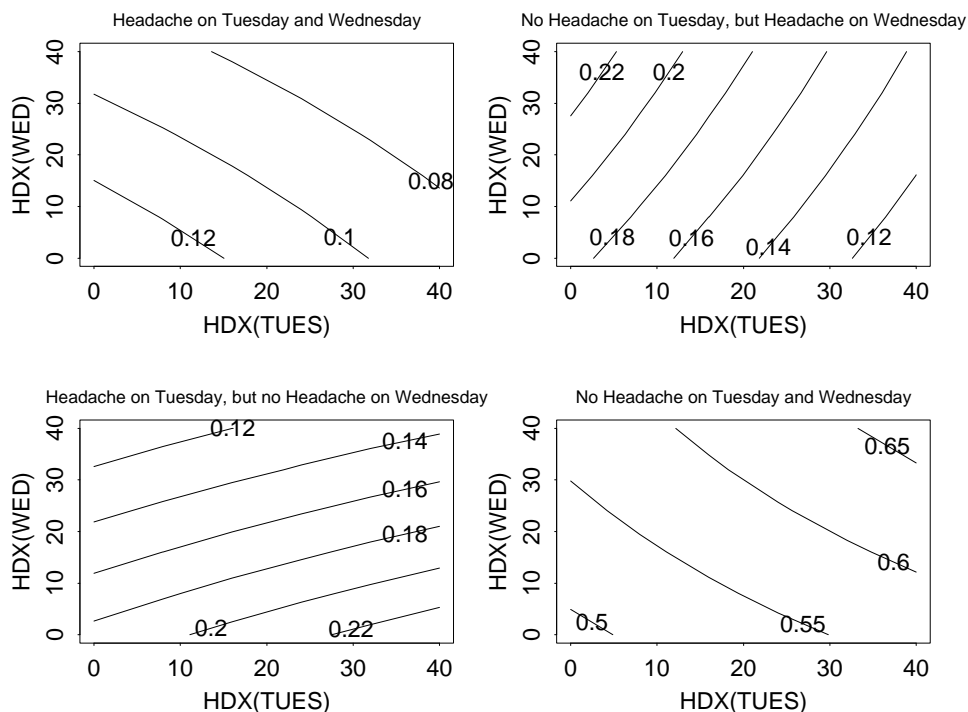 Headache on Tuesday and Wednesday
HDX(WED)
0 10 20 30 40
0.12
0.1
0.08
0 10 20 30 40
HDX(TUES)
No Headache on Tuesday, but Headache on Wednesday
HDX(WED)
0 10 20 30 40
0.22
0.2
0.18
0.16
0.14
0.12
0 10 20 30 40
HDX(TUES)
Headache on Tuesday, but no Headache on Wednesday
HDX(WED)
0 10 20 30 40
0.12
0.14
0.16
0.18
0.2
0.22
0 10 20 30 40
HDX(TUES)
No Headache on Tuesday and Wednesday
HDX(WED)
0 10 20 30 40
0.65
0.6
0.5
0.55
0 10 20 30 40
HDX(TUES)